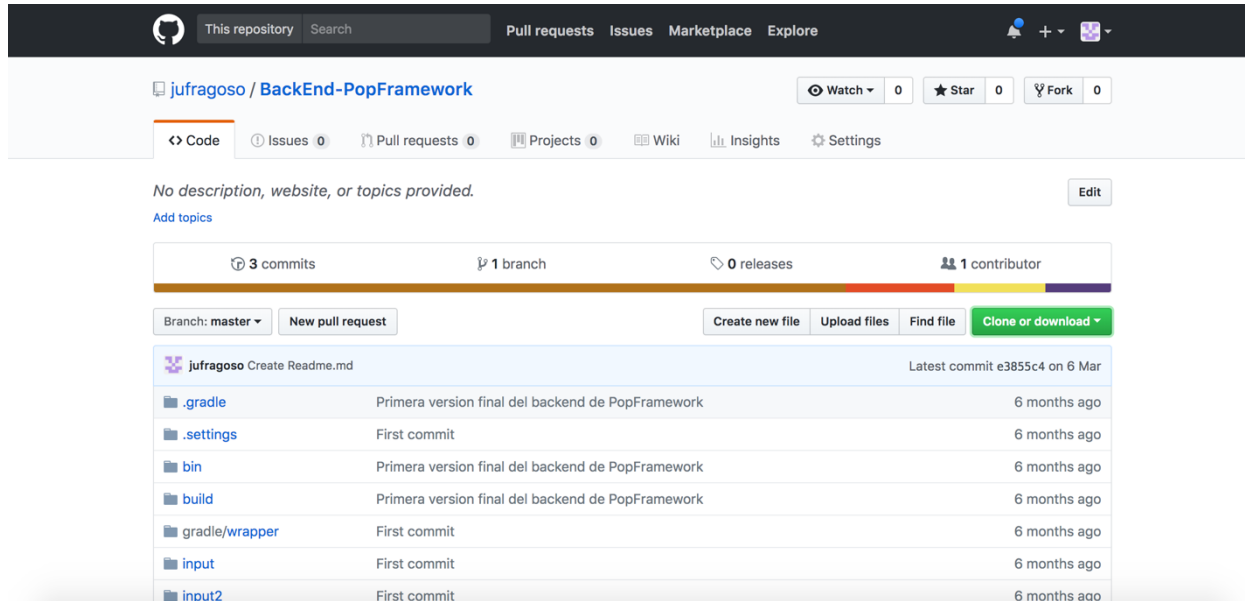 This repository Search Pull requests Issues Marketplace Explore
jufragoso / BackEnd-PopFramework Watch 0 Star 0 Fork 0
Code Issues 0 Pull requests 0 Projects 0 Wiki Insights Settings
No description, website, or topics provided. Edit
Add topics
3 commits 1 branch 0 releases 1 contributor
Branch: master New pull request Create new file Upload files Find file Clone or download
jufragoso Create Readme.md Latest commit e3855c4 on 6 Mar
.gradle Primera version final del backend de PopFramework 6 months ago
.settings First commit 6 months ago
bin Primera version final del backend de PopFramework 6 months ago
build Primera version final del backend de PopFramework 6 months ago
gradle/wrapper First commit 6 months ago
input First commit 6 months ago
input2 First commit 6 months ago